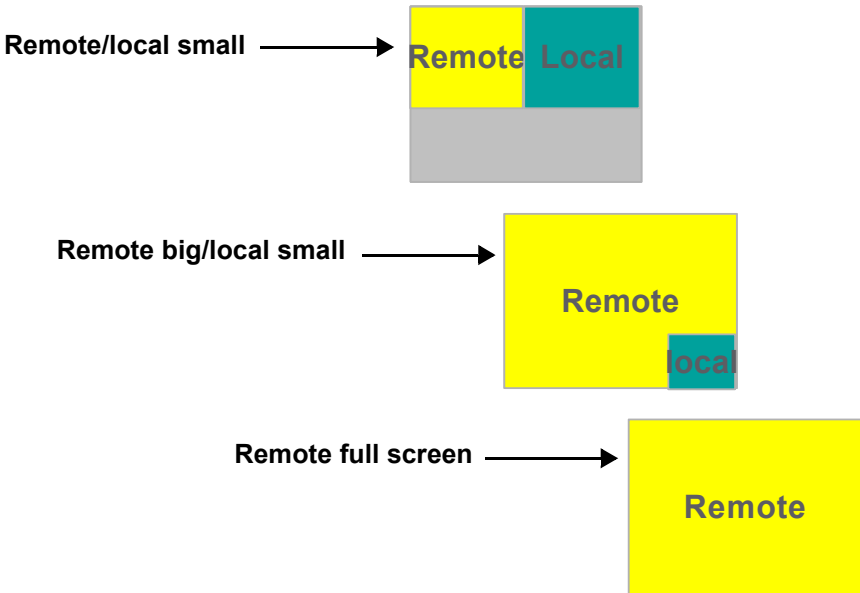 Remote/local small
Remote Local
Remote big/local small
Remote
local
Remote full screen
Remote